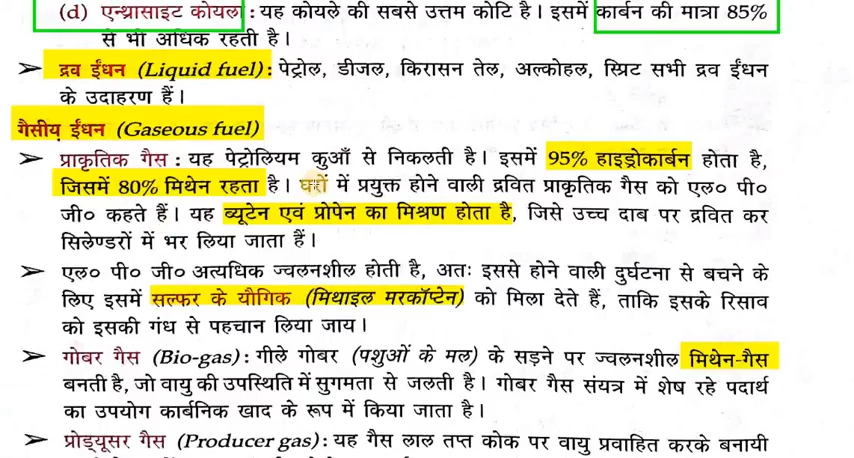 (d) एन्थ्रासाइट कोयला : यह कोयले की सबसे उत्तम कोटि है। इसमें कार्बन की मात्रा 85%
से भी अधिक रहती है।
➢ द्रव ईंधन (Liquid fuel) : पेट्रोल, डीजल, किरासन तेल, अल्कोहल, स्प्रिट सभी द्रव ईंधन
के उदाहरण हैं।
गैसीय ईंधन (Gaseous fuel)
➢ प्राकृतिक गैस : यह पेट्रोलियम कुआँ से निकलती है। इसमें 95% हाइड्रोकार्बन होता है,
जिसमें 80% मिथेन रहता है। घरों में प्रयुक्त होने वाली द्रवित प्राकृतिक गैस को एल० पी०
जी० कहते हैं। यह ब्यूटेन एवं प्रोपेन का मिश्रण होता है, जिसे उच्च दाब पर द्रवित कर
सिलेण्डरों में भर लिया जाता हैं।
➢ एल० पी० जी० अत्यधिक ज्वलनशील होती है, अतः इससे होने वाली दुर्घटना से बचने के
लिए इसमें सल्फर के यौगिक (मिथाइल मरकॉप्टेन) को मिला देते हैं, ताकि इसके रिसाव
को इसकी गंध से पहचान लिया जाय।
➢ गोबर गैस (Bio-gas) : गीले गोबर (पशुओं के मल) के सड़ने पर ज्वलनशील मिथेन-गैस
बनती है, जो वायु की उपस्थिति में सुगमता से जलती है। गोबर गैस संयत्र में शेष रहे पदार्थ
का उपयोग कार्बनिक खाद के रूप में किया जाता है।
➢ प्रोड्यूसर गैस (Producer gas) : यह गैस लाल तप्त कोक पर वायु प्रवाहित करके बनायी